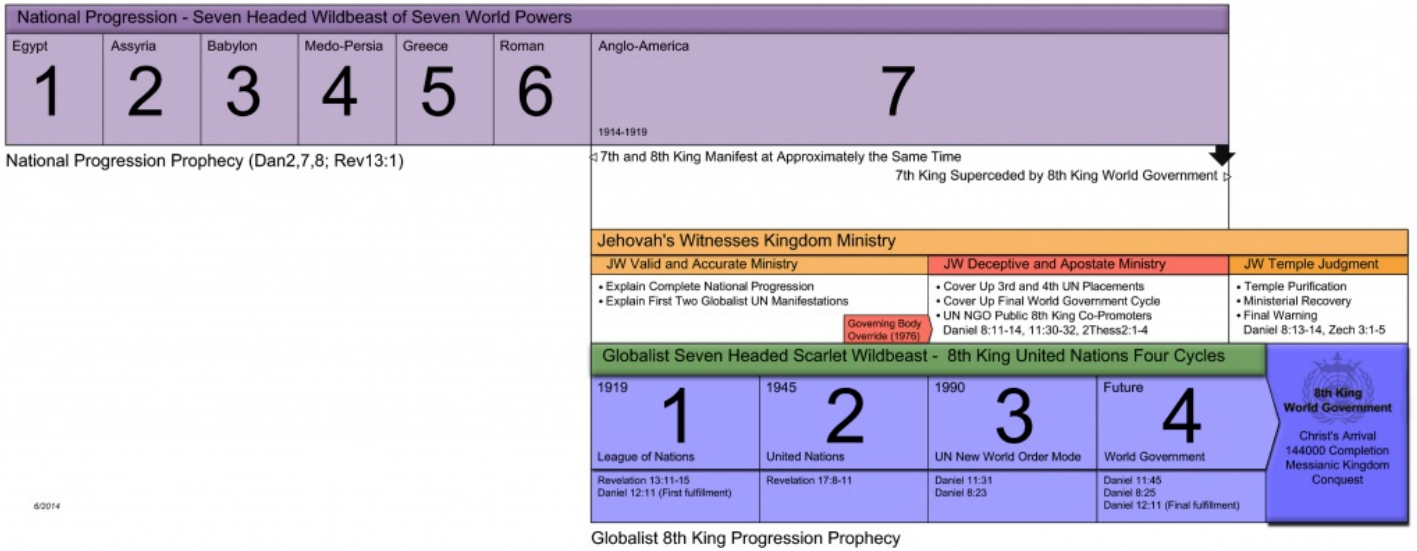 National Progression - Seven Headed Wildbeast of Seven World Powers
Egypt
1
Assyria
2
Babylon
3
Medo-Persia
4
Greece
5
Roman
6
Anglo-America
7
1914-1919
National Progression Prophecy (Dan2,7,8; Rev13:1)
7th and 8th King Manifest at Approximately the Same Time
7th King Superceded by 8th King World Government
Jehovah's Witnesses Kingdom Ministry
JW Valid and Accurate Ministry
• Explain Complete National Progression
• Explain First Two Globalist UN Manifestations
Governing Body
Override (1976)
JW Deceptive and Apostate Ministry
• Cover Up 3rd and 4th UN Placements
• Cover Up Final World Government Cycle
• UN NGO Public 8th King Co-Promoters
Daniel 8:11-14, 11:30-32, 2Thess2:1-4
JW Temple Judgment
• Temple Purification
• Ministerial Recovery
• Final Warning
Daniel 8:13-14, Zech 3:1-5
Globalist Seven Headed Scarlet Wildbeast - 8th King United Nations Four Cycles
1919
1
League of Nations
Revelation 13:11-15
Daniel 12:11 (First fulfillment)
1945
2
United Nations
Revelation 17:8-11
1990
3
UN New World Order Mode
Daniel 11:31
Daniel 8:23
Future
4
World Government
Daniel 11:45
Daniel 8:25
Daniel 12:11 (Final fulfillment)
8th King
World Government
Christ's Arrival
144000 Completion
Messianic Kingdom
Conquest
6/2014
Globalist 8th King Progression Prophecy